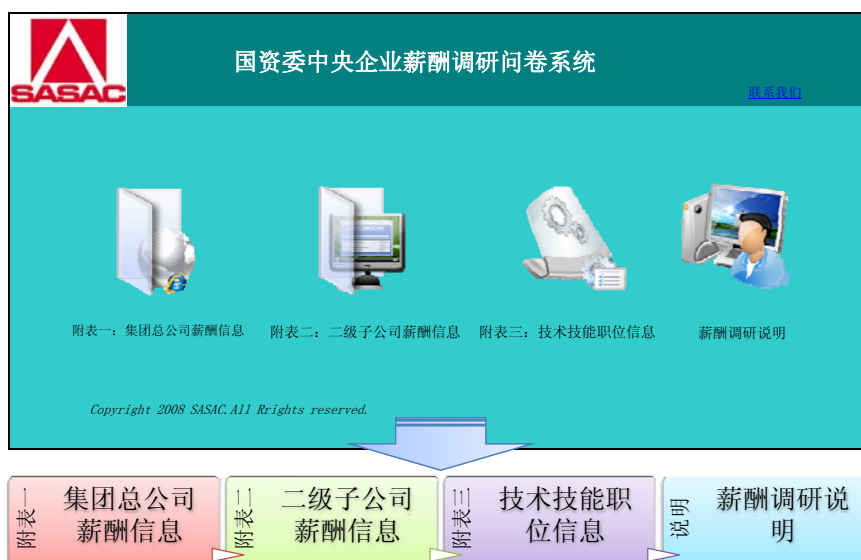 SASAC
国资委中央企业薪酬调研问卷系统
联系我们
附表一：集团总公司薪酬信息
附表二：二级子公司薪酬信息
附表三：技术技能职位信息
薪酬调研说明
Copyright 2008 SASAC.All Rrights reserved.
附表一
集团总公司
薪酬信息
附表二
二级子公司
薪酬信息
附表三
技术技能职
位信息
说明
薪酬调研说
明